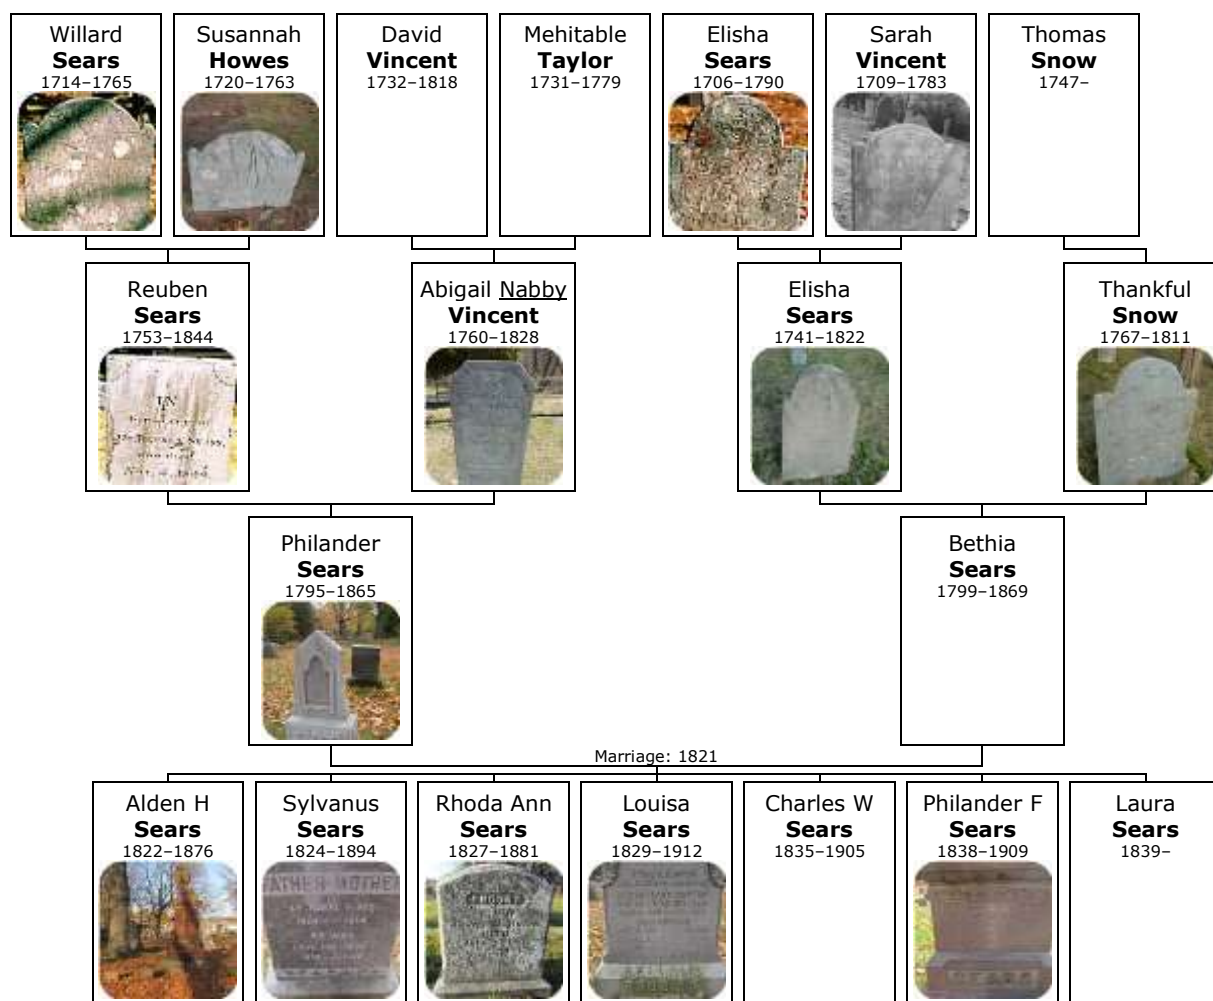 Willard
Sears
1714–1765
Susannah
Howes
1720–1763
David
Vincent
1732–1818
Mehitable
Taylor
1731–1779
Elisha
Sears
1706–1790
Sarah
Vincent
1709–1783
Thomas
Snow
1747–
Reuben
Sears
1753–1844
IN
Abigail Nabby
Vincent
1760–1828
Elisha
Sears
1741–1822
Thankful
Snow
1767–1811
Philander
Sears
1795–1865
Bethia
Sears
1799–1869
Marriage: 1821
Alden H
Sears
1822–1876
Sylvanus
Sears
1824–1894
FATHER MOTHER
Rhoda Ann
Sears
1827–1881
Louisa
Sears
1829–1912
Charles W
Sears
1835–1905
Philander F
Sears
1838–1909
SEARS
Laura
Sears
1839–